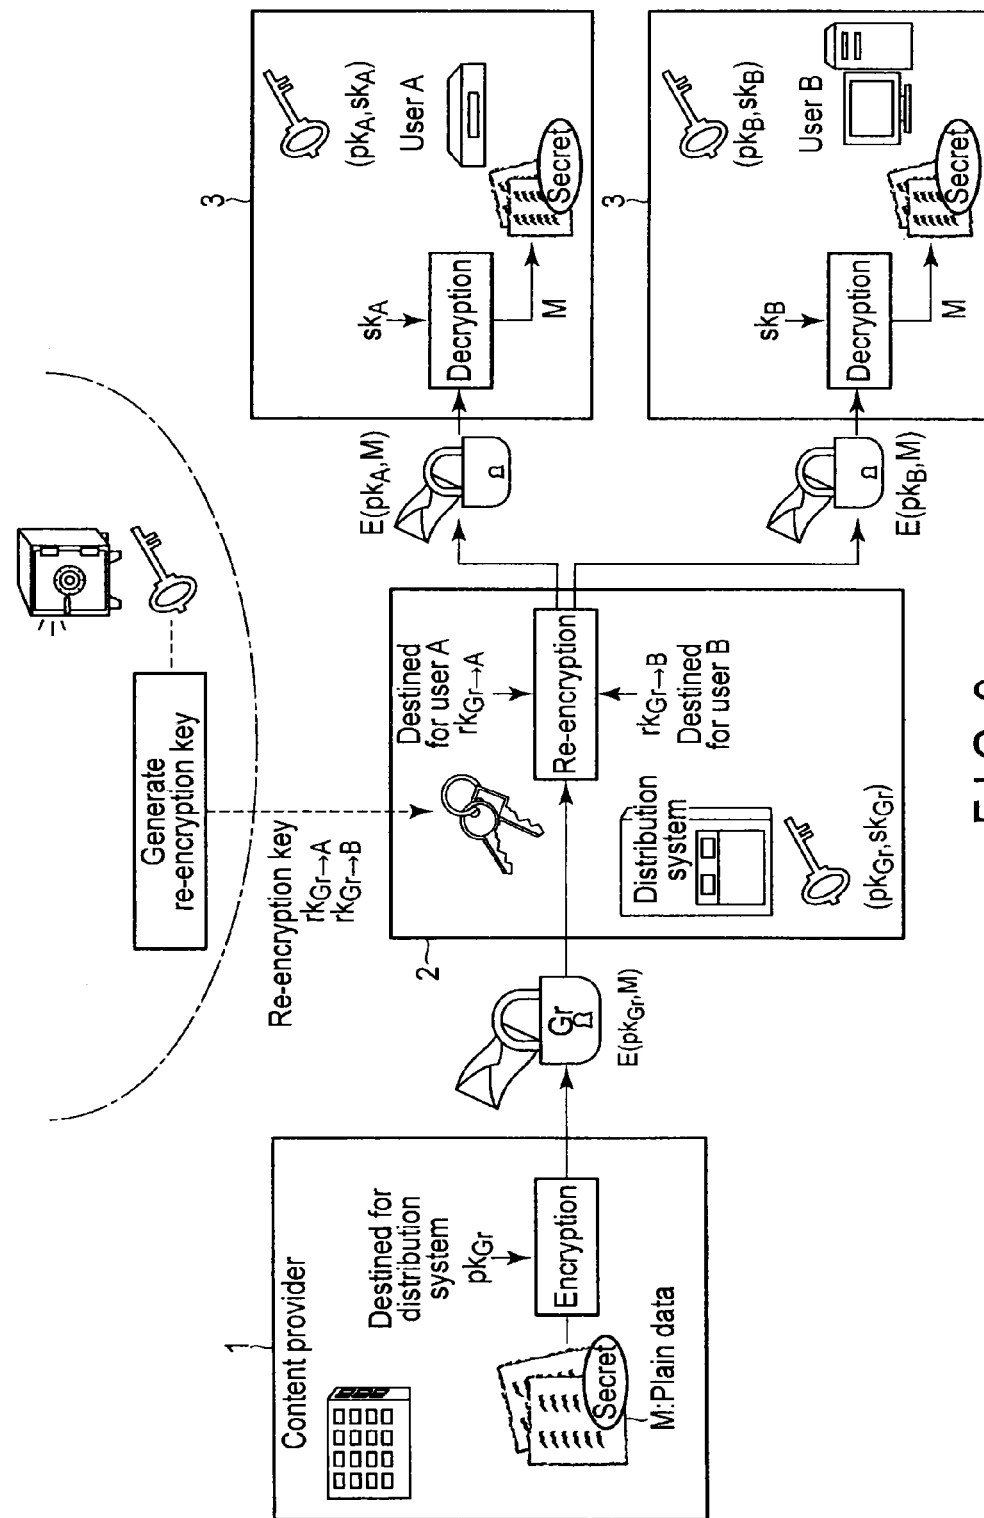 Generate
re-encryption key
Re-encryption key
rkGr→A
rkGr→B
1
Content provider
Destined for
distribution
system
pkGr
Encryption
Secret
M:Plain data
Gr
E(pkGr,M)
2
Destined
for user A
rkGr→A
Re-encryption
rkGr→B
Destined
for user B
Distribution
system
(pkGr,skGr)
E(pkA,M)
3
skA
Decryption
M
Secret
(pkA,skA)
User A
E(pkB,M)
3
skB
Decryption
M
Secret
(pkB,skB)
User B